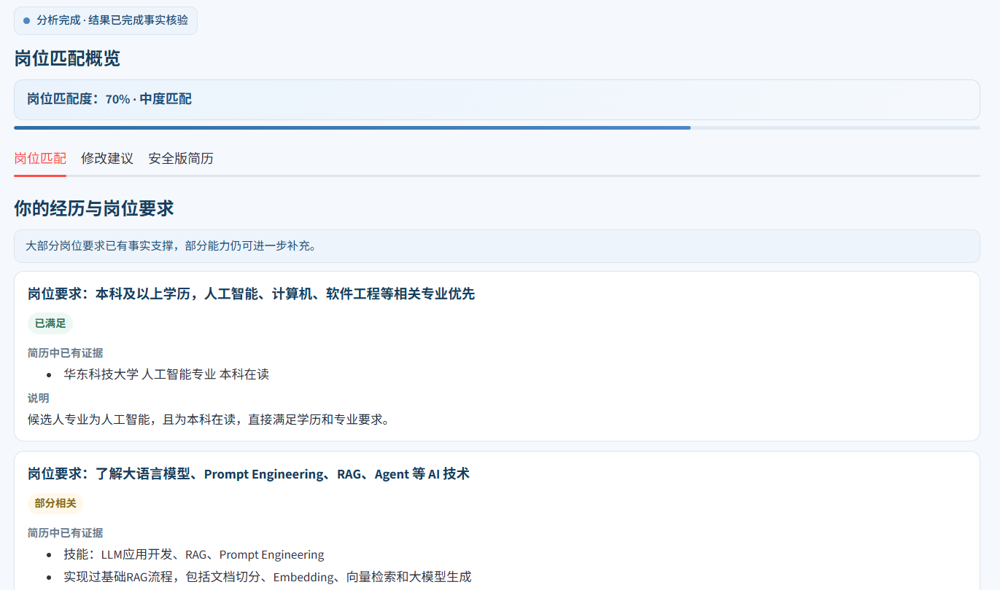 分析完成 · 结果已完成事实核验
岗位匹配概览
岗位匹配度：70% · 中度匹配
岗位匹配 修改建议 安全版简历
你的经历与岗位要求
大部分岗位要求已有事实支撑，部分能力仍可进一步补充。
岗位要求：本科及以上学历，人工智能、计算机、软件工程等相关专业优先
已满足
简历中已有证据
• 华东科技大学 人工智能专业 本科在读
说明
候选人专业为人工智能，且为本科在读，直接满足学历和专业要求。
岗位要求：了解大语言模型、Prompt Engineering、RAG、Agent 等 AI 技术
部分相关
简历中已有证据
• 技能：LLM应用开发、RAG、Prompt Engineering
• 实现过基础RAG流程，包括文档切分、Embedding、向量检索和大模型生成